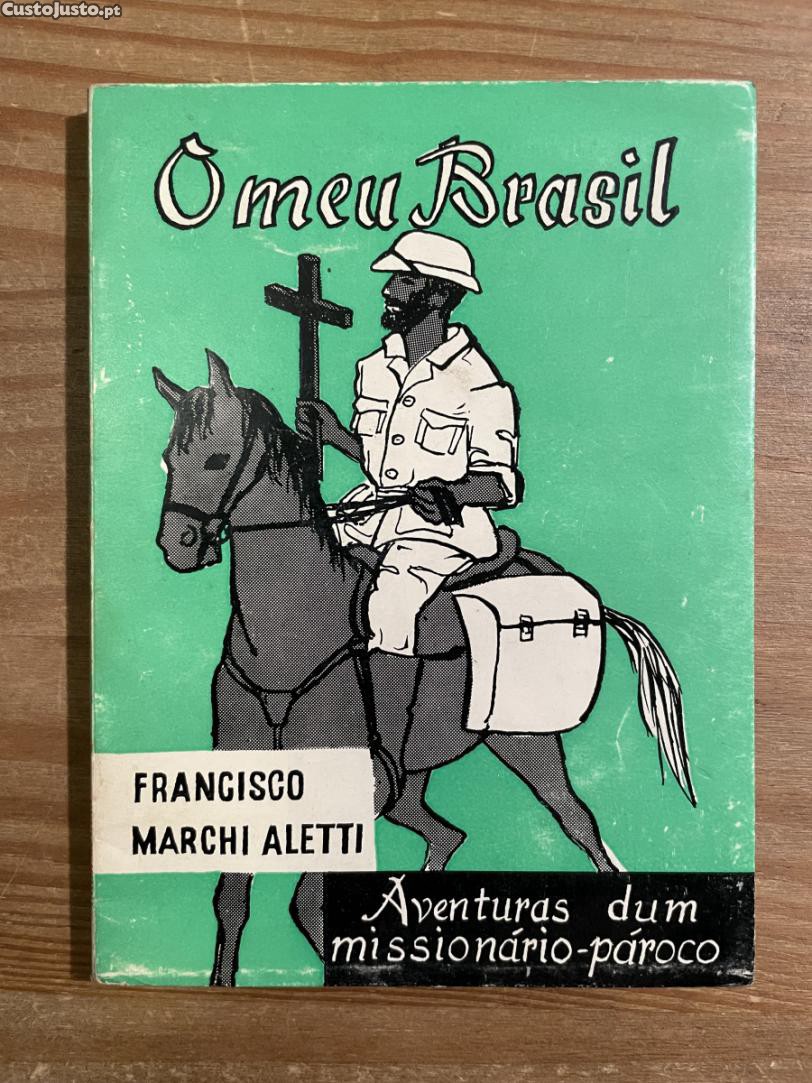 CustoJusto.pt
Ô meu Brasil
FRANCISCO
MARCHI ALETTI
Aventuras dum
missionário-pároco